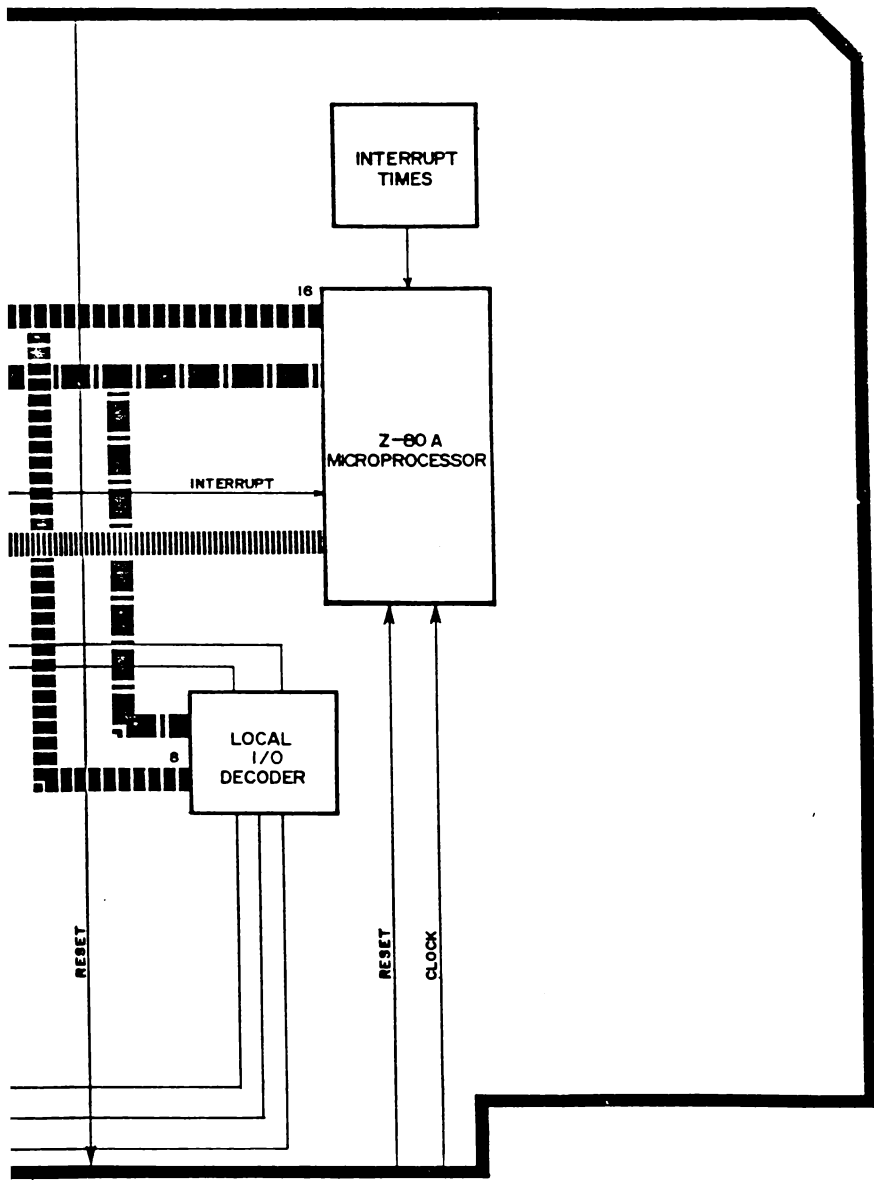 INTERRUPT
TIMES
16
Z-80 A
MICROPROCESSOR
INTERRUPT
LOCAL
I/O
DECODER
8
RESET
RESET
CLOCK